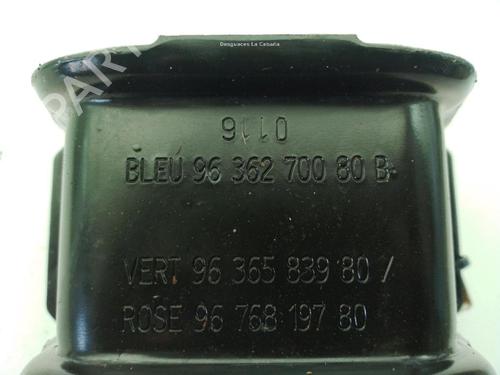 Desguaces La Cabaña
0116
BLEU 96 362 700 80 B
VERT 96 365 839 80 /
ROSE 96 768 197 80